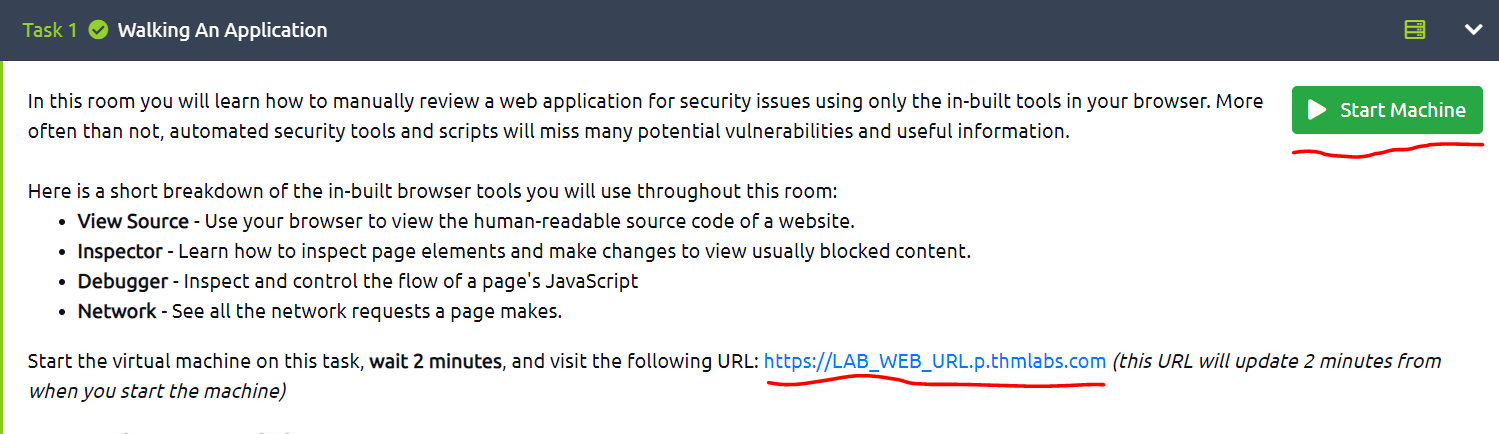 Task 1 Walking An Application
In this room you will learn how to manually review a web application for security issues using only the in-built tools in your browser. More
often than not, automated security tools and scripts will miss many potential vulnerabilities and useful information.
Start Machine
Here is a short breakdown of the in-built browser tools you will use throughout this room:
• View Source - Use your browser to view the human-readable source code of a website.
• Inspector - Learn how to inspect page elements and make changes to view usually blocked content.
• Debugger - Inspect and control the flow of a page's JavaScript
• Network - See all the network requests a page makes.
Start the virtual machine on this task, wait 2 minutes, and visit the following URL: https://LAB_WEB_URL.p.thmlabs.com (this URL will update 2 minutes from
when you start the machine)